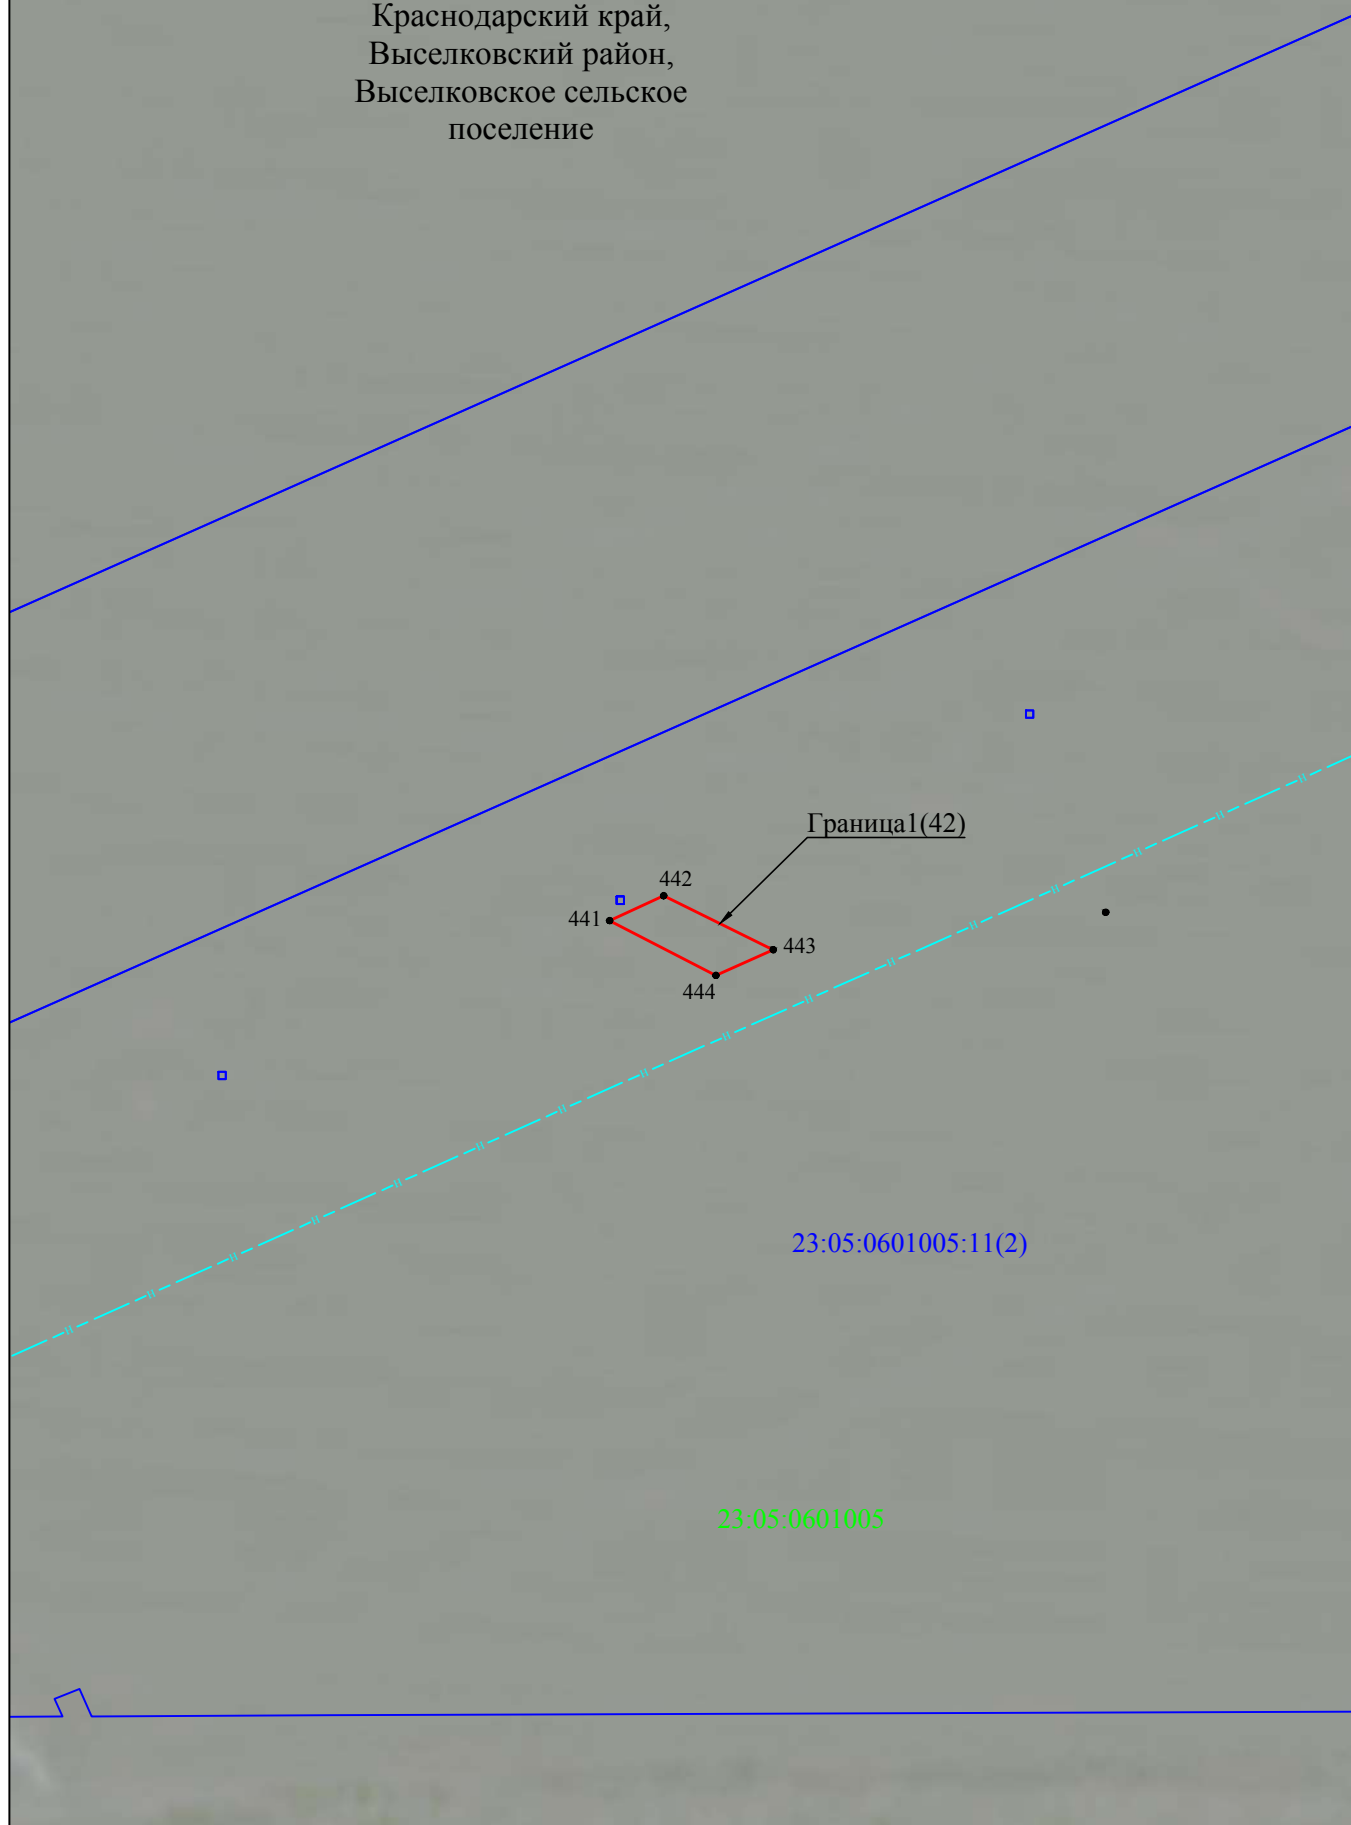 Краснодарский край,
Выселковский район,
Выселковское сельское
поселение
Граница1(42)
442
441
443
444
23:05:0601005:11(2)
23:05:0601005